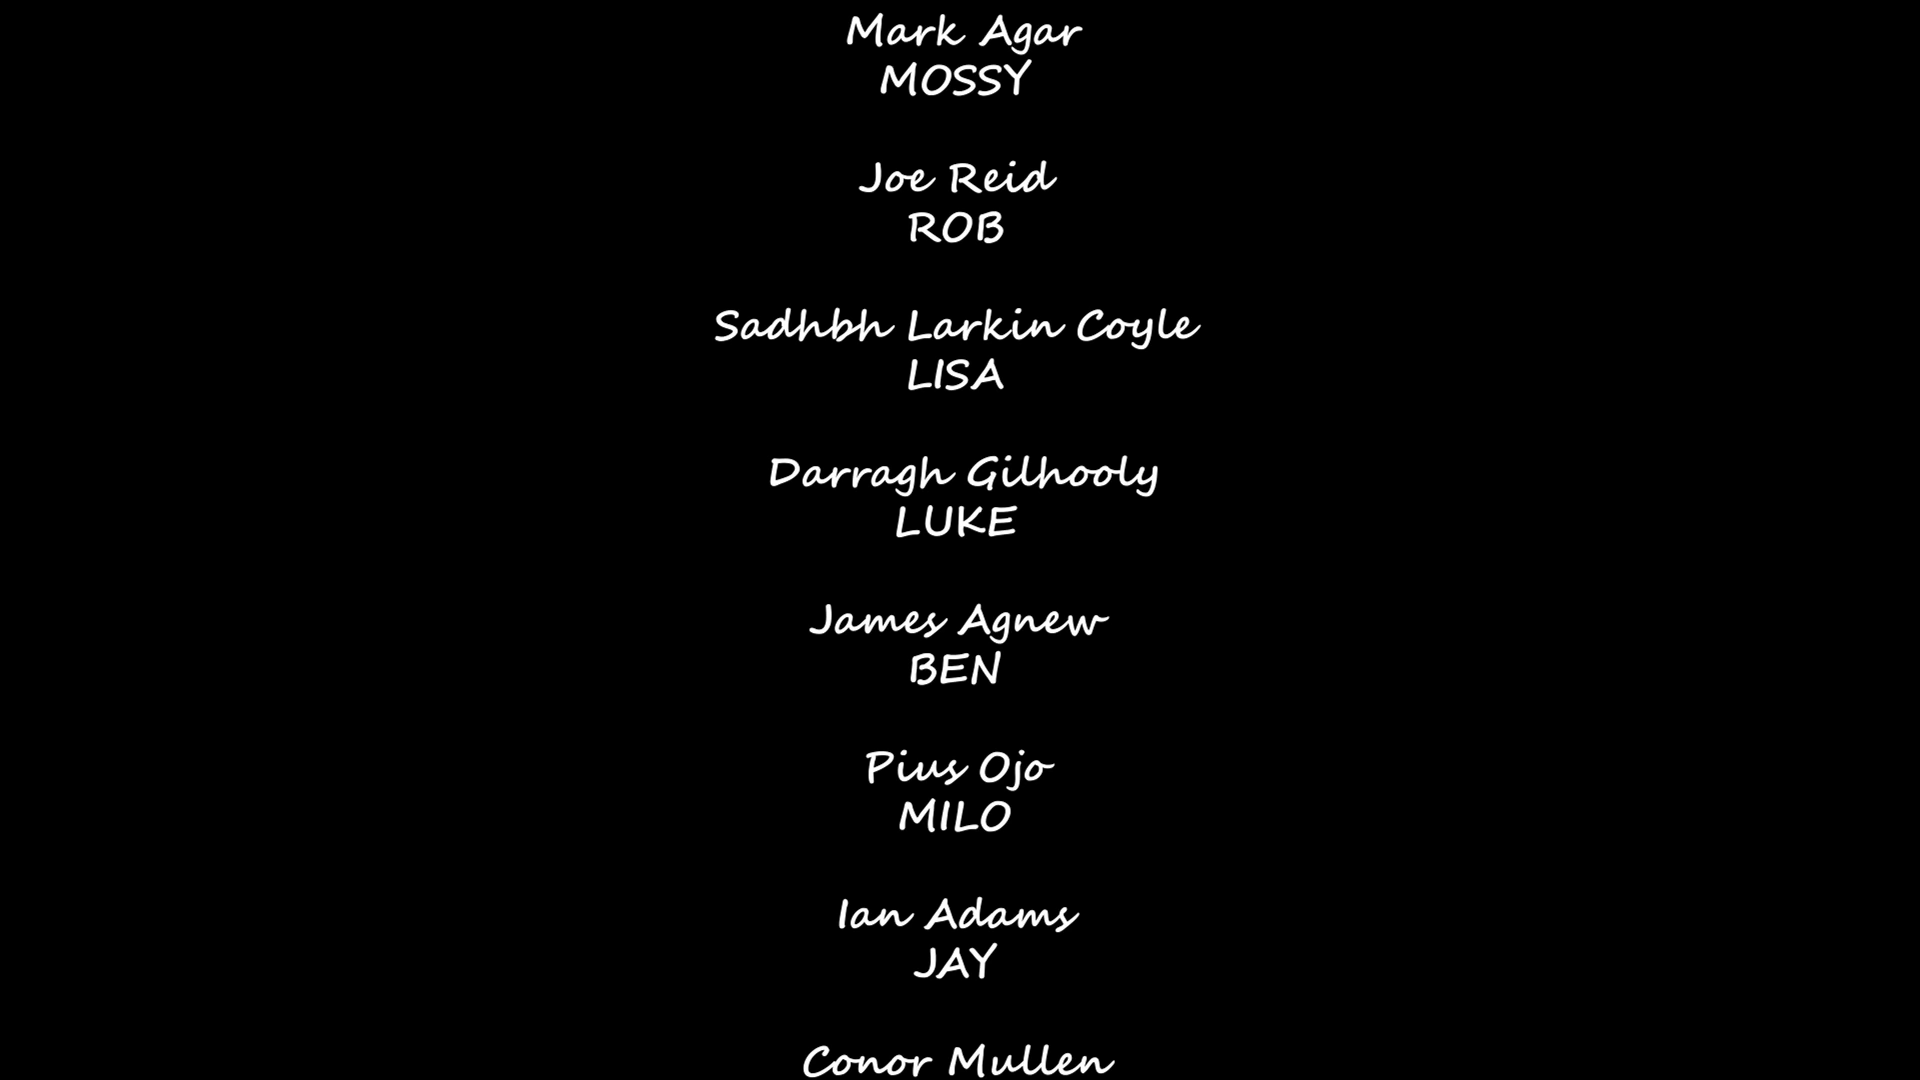 Mark Agar
MOSSY
Joe Reid
ROB
Sadhbh Larkin Coyle
LISA
Darragh Gilhooly
LUKE
James Agnew
BEN
Pius Ojo
MILO
Ian Adams
JAY
Conor Mullen